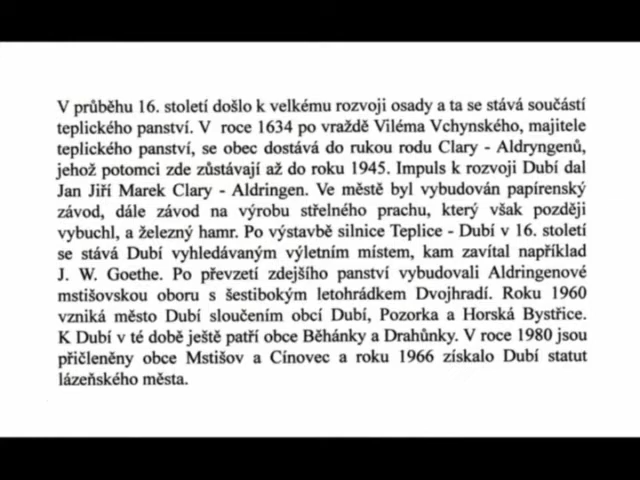 V průběhu 16. století došlo k velkému rozvoji osady a ta se stává součástí
teplického panství. V roce 1634 po vraždě Viléma Vchynského, majitele
teplického panství, se obec dostává do rukou rodu Clary - Aldryngenů,
jehož potomci zde zůstávají až do roku 1945. Impuls k rozvoji Dubí dal
Jan Jiří Marek Clary - Aldringen. Ve městě byl vybudován papírenský
závod, dále závod na výrobu střelného prachu, který však později
vybuchl, a železný hamr. Po výstavbě silnice Teplice - Dubí v 16. století
se stává Dubí vyhledávaným výletním místem, kam zavítal například
J. W. Goethe. Po převzetí zdejšího panství vybudovali Aldringenové
mstišovskou oboru s šestibokým letohrádkem Dvojhradí. Roku 1960
vzniká město Dubí sloučením obcí Dubí, Pozorka a Horská Bystřice.
K Dubí v té době ještě patří obce Běhánky a Drahůnky. V roce 1980 jsou
přičleněny obce Mstišov a Cínovec a roku 1966 získalo Dubí statut
lázeňského města.